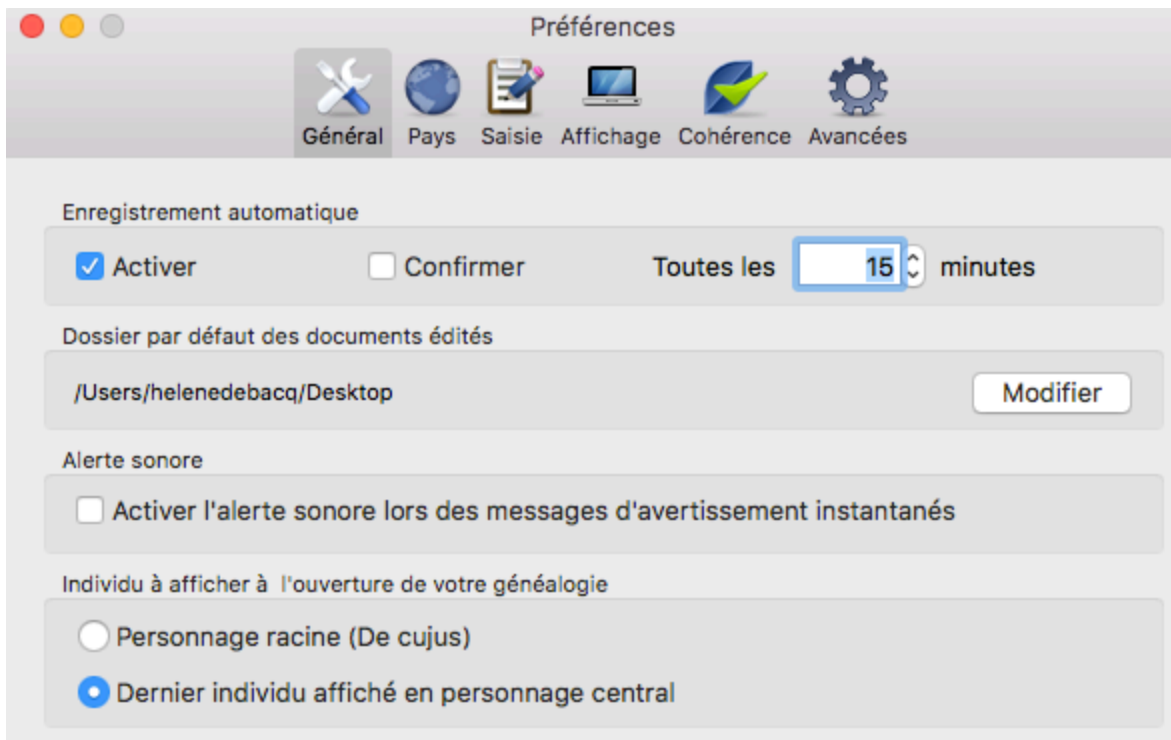 Préférences
Général Pays Saisie Affichage Cohérence Avancées
Enregistrement automatique
Activer Confirmer Toutes les 15 minutes
Dossier par défaut des documents édités
/Users/helenedebacq/Desktop Modifier
Alerte sonore
Activer l'alerte sonore lors des messages d'avertissement instantanés
Individu à afficher à  l'ouverture de votre généalogie
Personnage racine (De cujus)
Dernier individu affiché en personnage central